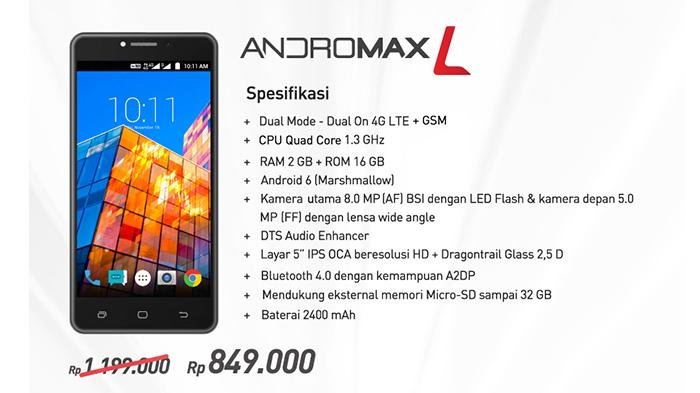 ANDROMAX L
Spesifikasi
+ Dual Mode - Dual On 4G LTE + GSM
+ CPU Quad Core 1.3 GHz
+ RAM 2 GB + ROM 16 GB
+ Android 6 (Marshmallow)
+ Kamera utama 8.0 MP (AF) BSI dengan LED Flash & kamera depan 5.0
MP (FF) dengan lensa wide angle
+ DTS Audio Enhancer
+ Layar 5" IPS OCA beresolusi HD + Dragontrail Glass 2,5 D
+ Bluetooth 4.0 dengan kemampuan A2DP
+ Mendukung eksternal memori Micro-SD sampai 32 GB
+ Baterai 2400 mAh
10:11 AM
10:11
Rp 1.199.000 Rp 849.000